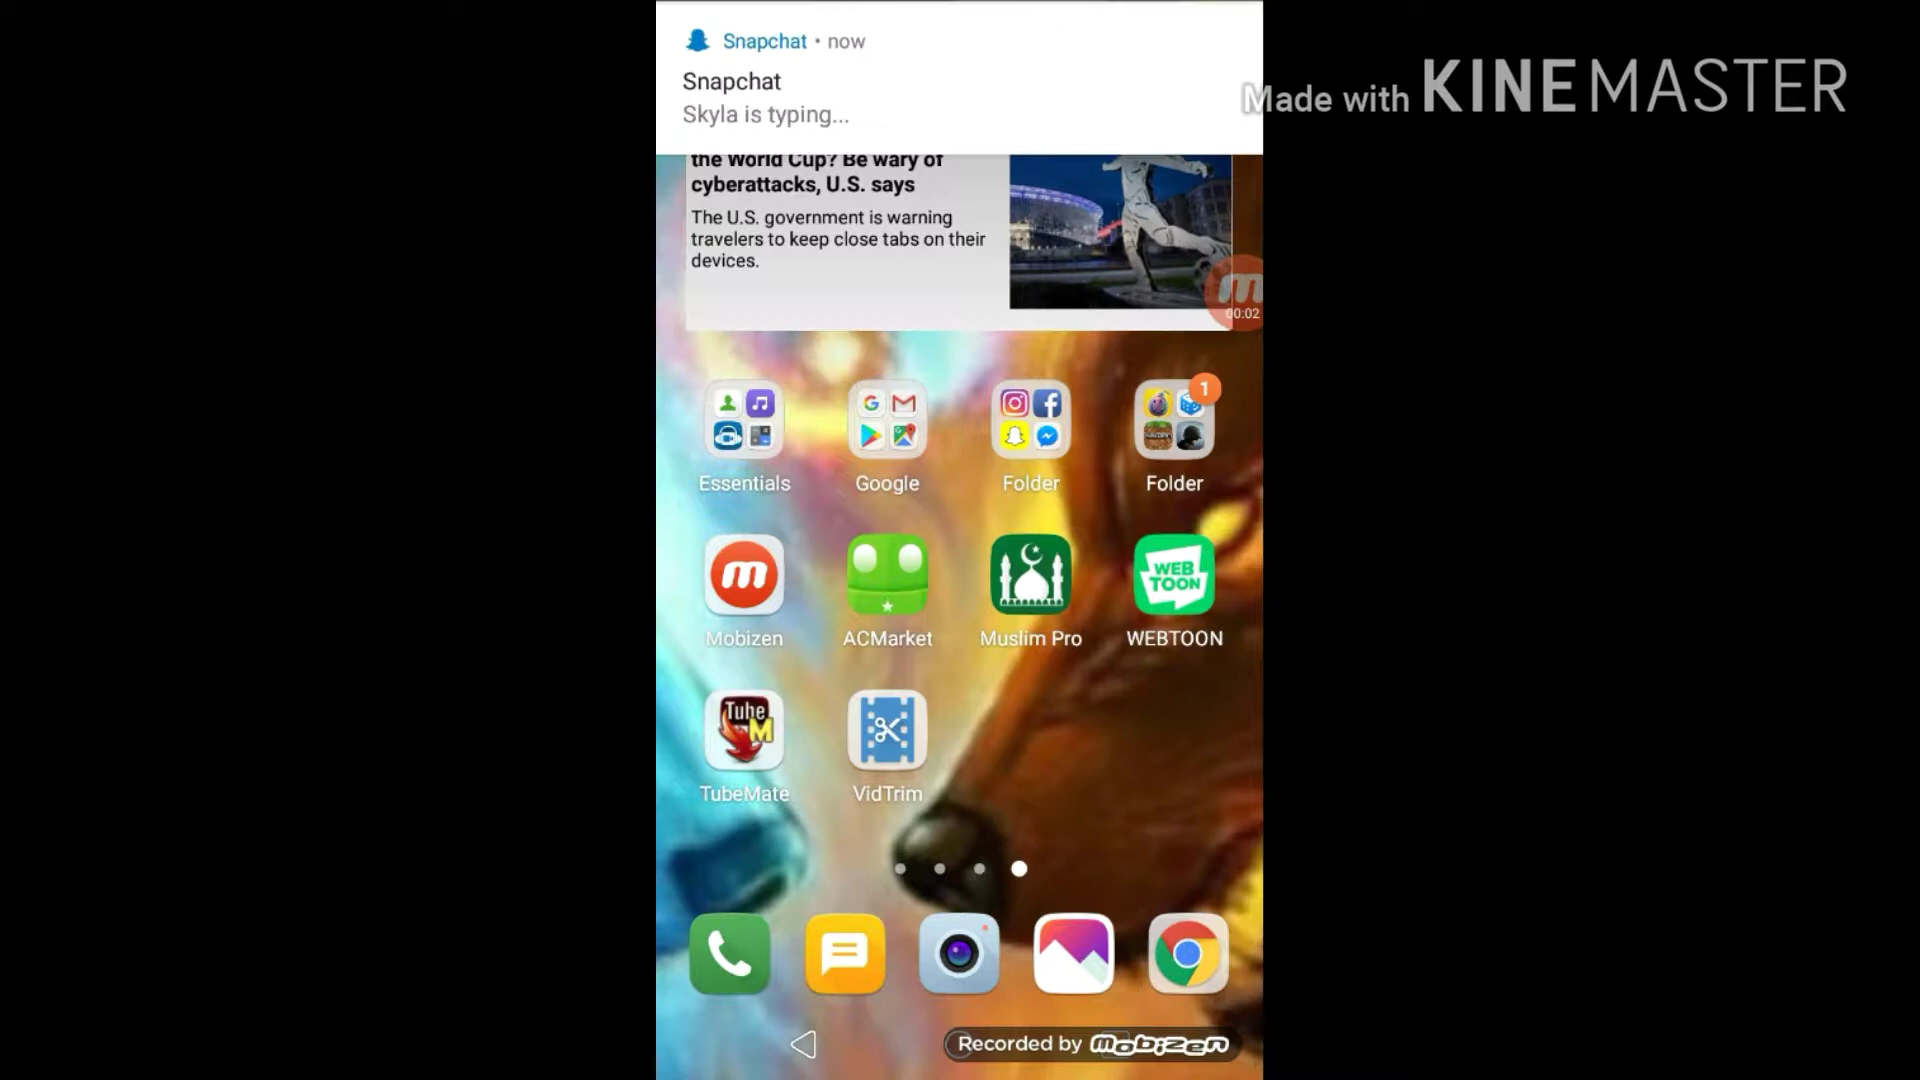 Snapchat • now
Snapchat
Skyla is typing...
Made with KINEMASTER
the World Cup? Be wary of
cyberattacks, U.S. says
The U.S. government is warning
travelers to keep close tabs on their
devices.
m
00:02
1
Essentials
Google
Folder
Folder
m
WEB
TOON
Mobizen
ACMarket
Muslim Pro
WEBTOON
Tube
M
TubeMate
VidTrim
Recorded by mobizen